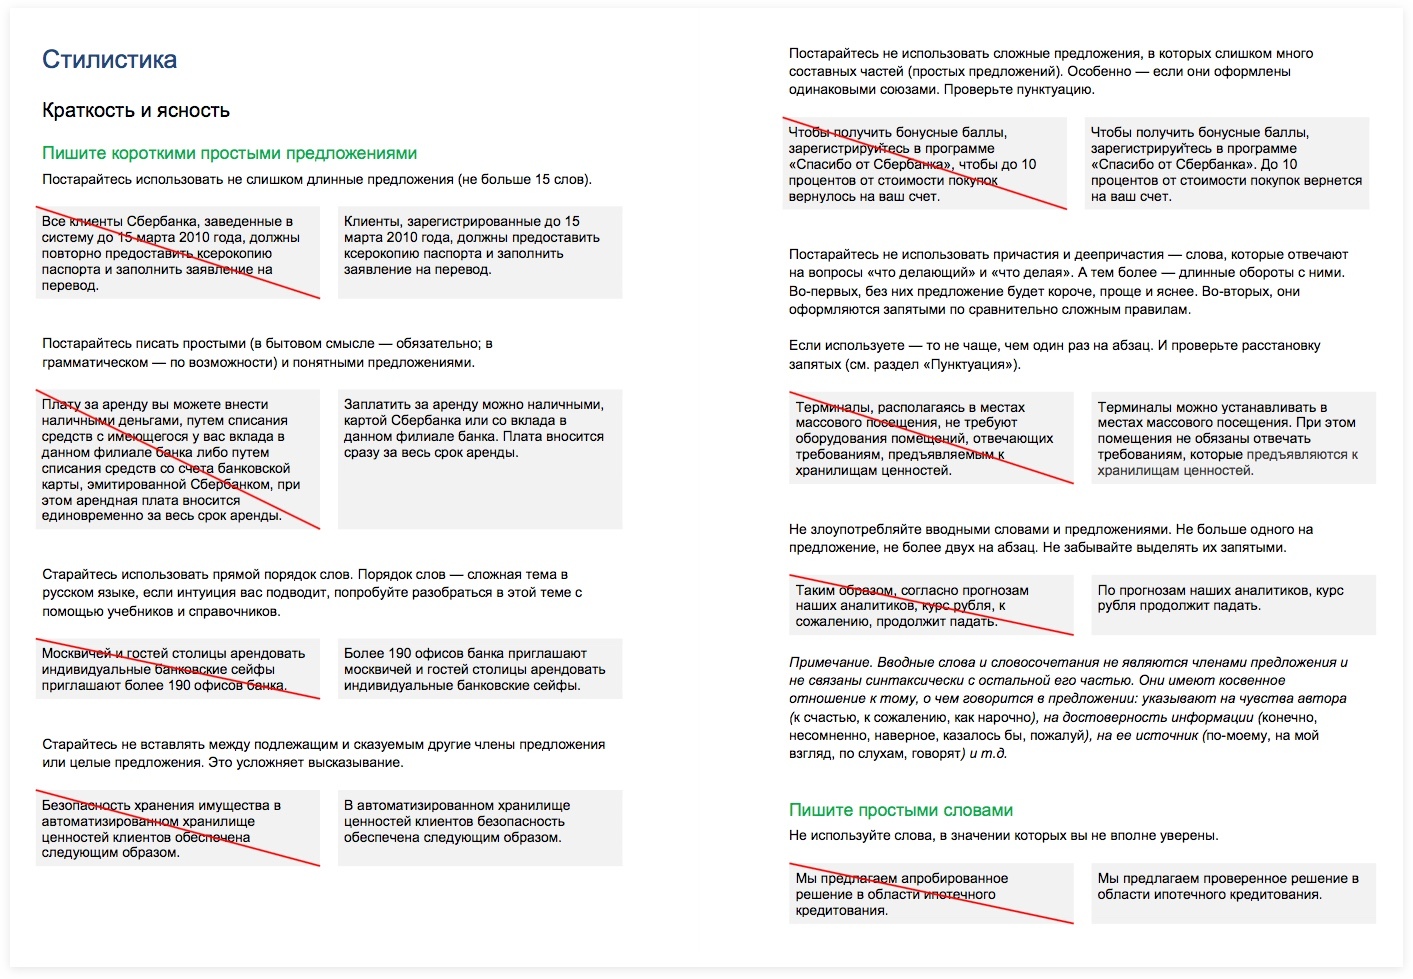 Стилистика
Краткость и ясность
Пишите короткими простыми предложениями
Постарайтесь использовать не слишком длинные предложения (не больше 15 слов).
Все клиенты Сбербанка, заведенные в
систему до 15 марта 2010 года, должны
повторно предоставить ксерокопию
паспорта и заполнить заявление на
перевод.
Клиенты, зарегистрированные до 15
марта 2010 года, должны предоставить
ксерокопию паспорта и заполнить
заявление на перевод.
Постарайтесь писать простыми (в бытовом смысле — обязательно; в
грамматическом — по возможности) и понятными предложениями.
Плату за аренду вы можете внести
наличными деньгами, путем списания
средств с имеющегося у вас вклада в
данном филиале банка либо путем
списания средств со счета банковской
карты, эмитированной Сбербанком, при
этом арендная плата вносится
единовременно за весь срок аренды.
Заплатить за аренду можно наличными,
картой Сбербанка или со вклада в
данном филиале банка. Плата вносится
сразу за весь срок аренды.
Старайтесь использовать прямой порядок слов. Порядок слов — сложная тема в
русском языке, если интуиция вас подводит, попробуйте разобраться в этой теме с
помощью учебников и справочников.
Москвичей и гостей столицы арендовать
индивидуальные банковские сейфы
приглашают более 190 офисов банка.
Более 190 офисов банка приглашают
москвичей и гостей столицы арендовать
индивидуальные банковские сейфы.
Старайтесь не вставлять между подлежащим и сказуемым другие члены предложения
или целые предложения. Это усложняет высказывание.
Безопасность хранения имущества в
автоматизированном хранилище
ценностей клиентов обеспечена
следующим образом.
В автоматизированном хранилище
ценностей клиентов безопасность
обеспечена следующим образом.
Постарайтесь не использовать сложные предложения, в которых слишком много
составных частей (простых предложений). Особенно — если они оформлены
одинаковыми союзами. Проверьте пунктуацию.
Чтобы получить бонусные баллы,
зарегистрируйтесь в программе
«Спасибо от Сбербанка», чтобы до 10
процентов от стоимости покупок
вернулось на ваш счет.
Чтобы получить бонусные баллы,
зарегистрируйтесь в программе
«Спасибо от Сбербанка». До 10
процентов от стоимости покупок вернется
на ваш счет.
Постарайтесь не использовать причастия и деепричастия — слова, которые отвечают
на вопросы «что делающий» и «что делая». А тем более — длинные обороты с ними.
Во-первых, без них предложение будет короче, проще и яснее. Во-вторых, они
оформляются запятыми по сравнительно сложным правилам.
Если используете — то не чаще, чем один раз на абзац. И проверьте расстановку
запятых (см. раздел «Пунктуация»).
Терминалы, располагаясь в местах
массового посещения, не требуют
оборудования помещений, отвечающих
требованиям, предъявляемым к
хранилищам ценностей.
Терминалы можно устанавливать в
местах массового посещения. При этом
помещения не обязаны отвечать
требованиям, которые предъявляются к
хранилищам ценностей.
Не злоупотребляйте вводными словами и предложениями. Не больше одного на
предложение, не более двух на абзац. Не забывайте выделять их запятыми.
Таким образом, согласно прогнозам
наших аналитиков, курс рубля, к
сожалению, продолжит падать.
По прогнозам наших аналитиков, курс
рубля продолжит падать.
Примечание. Вводные слова и словосочетания не являются членами предложения и
не связаны синтаксически с остальной его частью. Они имеют косвенное
отношение к тому, о чем говорится в предложении: указывают на чувства автора
(к счастью, к сожалению, как нарочно), на достоверность информации (конечно,
несомненно, наверное, казалось бы, пожалуй), на ее источник (по-моему, на мой
взгляд, по слухам, говорят) и т.д.
Пишите простыми словами
Не используйте слова, в значении которых вы не вполне уверены.
Мы предлагаем апробированное
решение в области ипотечного
кредитования.
Мы предлагаем проверенное решение в
области ипотечного кредитования.